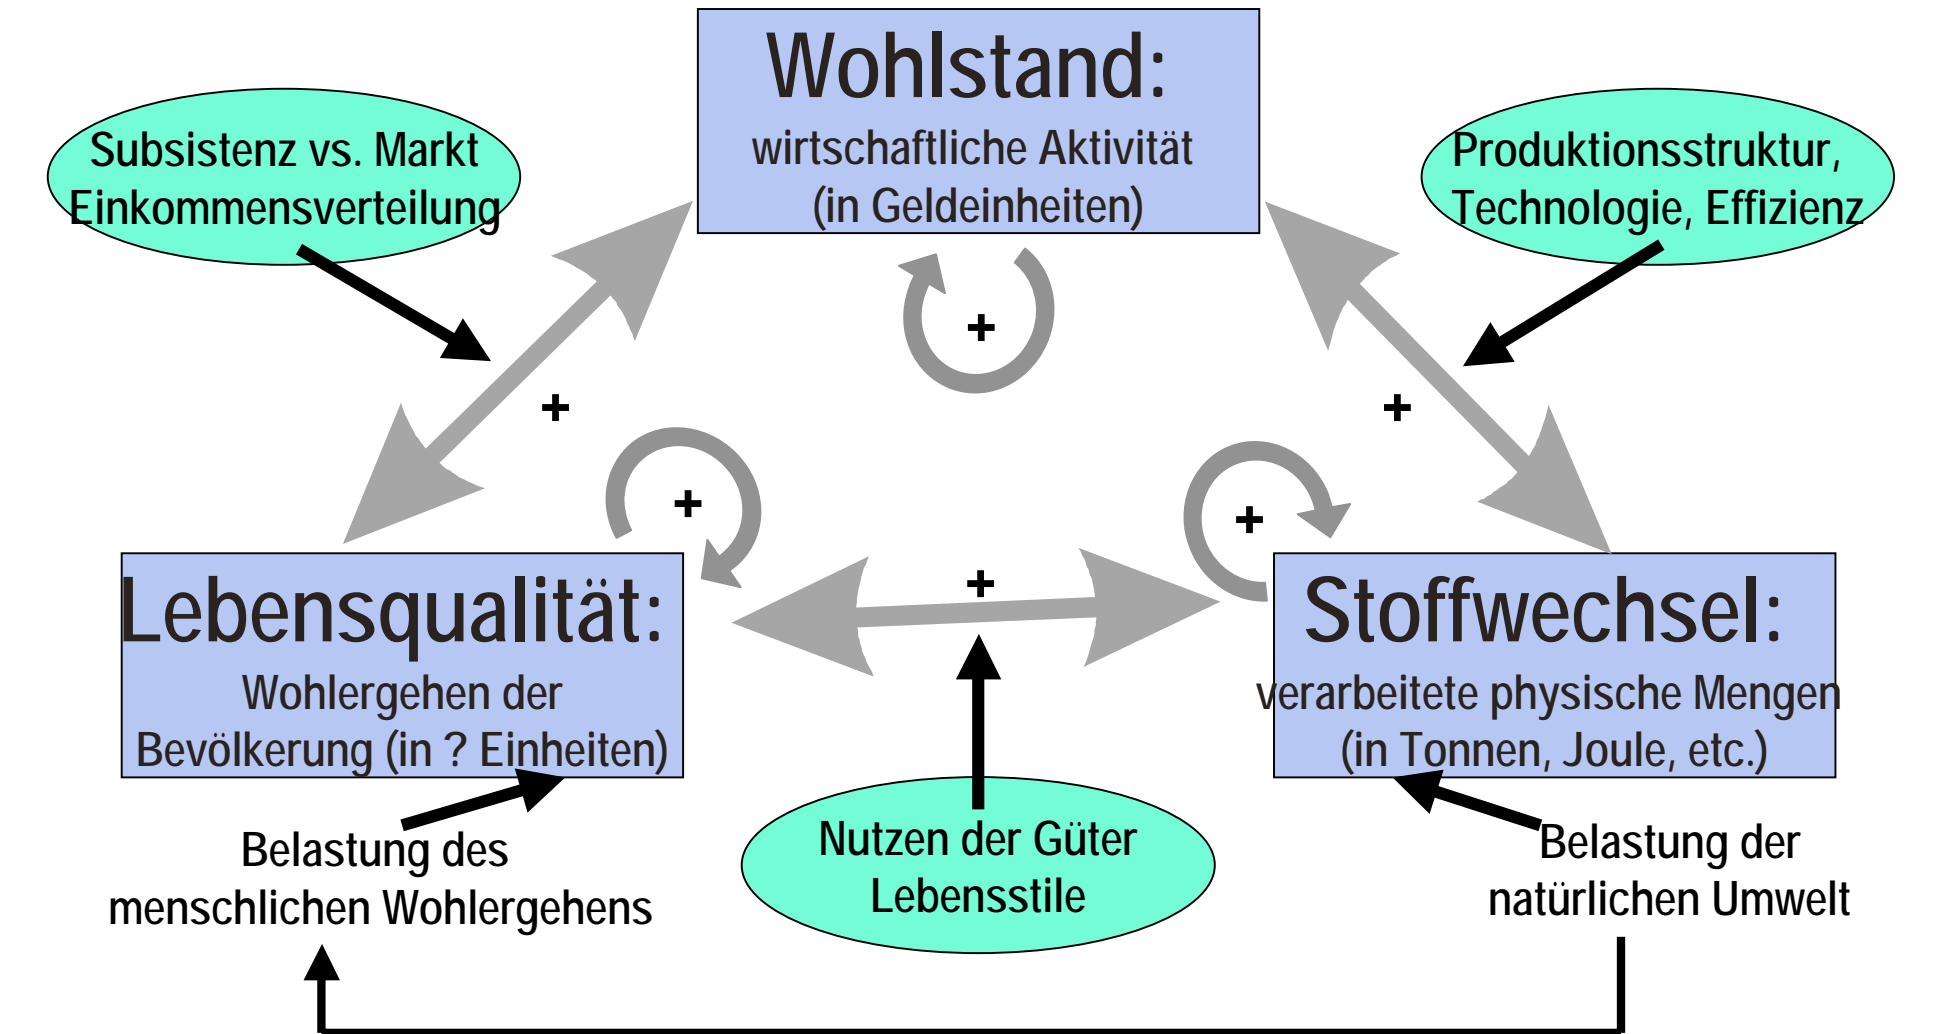 Wohlstand:
wirtschaftliche Aktivität
(in Geldeinheiten)
Subsistenz vs. Markt
Einkommensverteilung
Produktionsstruktur,
Technologie, Effizienz
+
+
+
+
+
+
Lebensqualität:
Wohlergehen der
Bevölkerung (in ? Einheiten)
Stoffwechsel:
verarbeitete physische Mengen
(in Tonnen, Joule, etc.)
Belastung des
menschlichen Wohlergehens
Nutzen der Güter
Lebensstile
Belastung der
natürlichen Umwelt